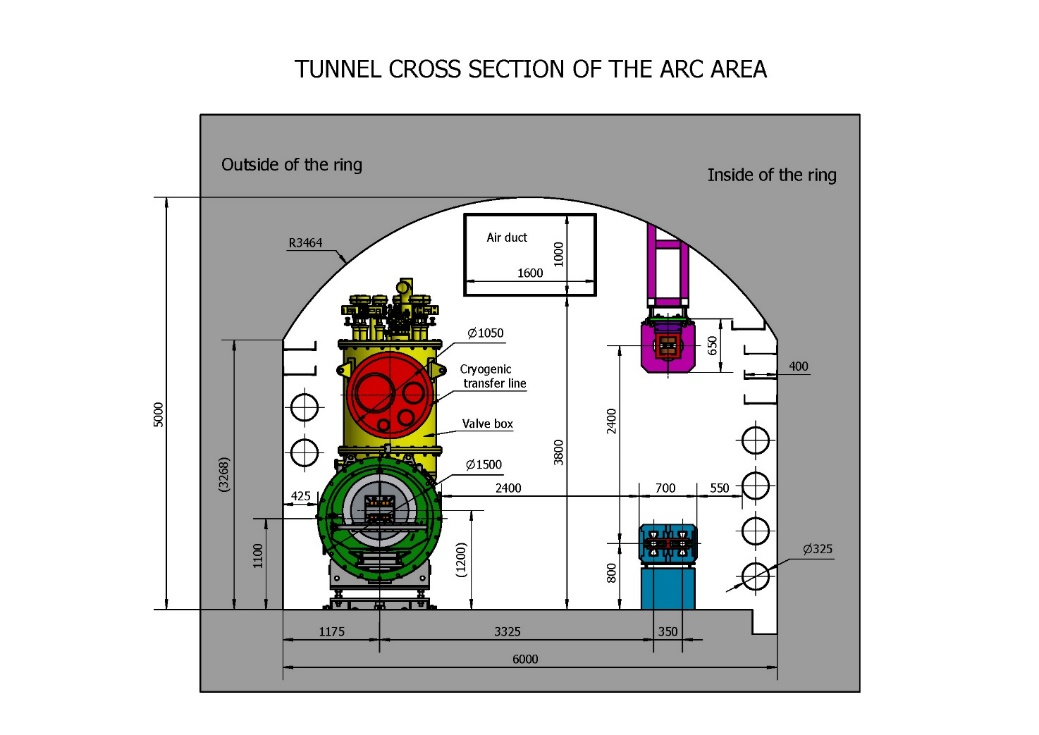 TUNNEL CROSS SECTION OF THE ARC AREA
Outside of the ring
Inside of the ring
R3464
Air duct
1000
1600
Ø1050
650
Cryogenic
transfer line
400
5000
2400
Valve box
3800
(3268)
Ø1500
425
2400
700
550
1100
(1200)
800
Ø325
1175
3325
350
6000